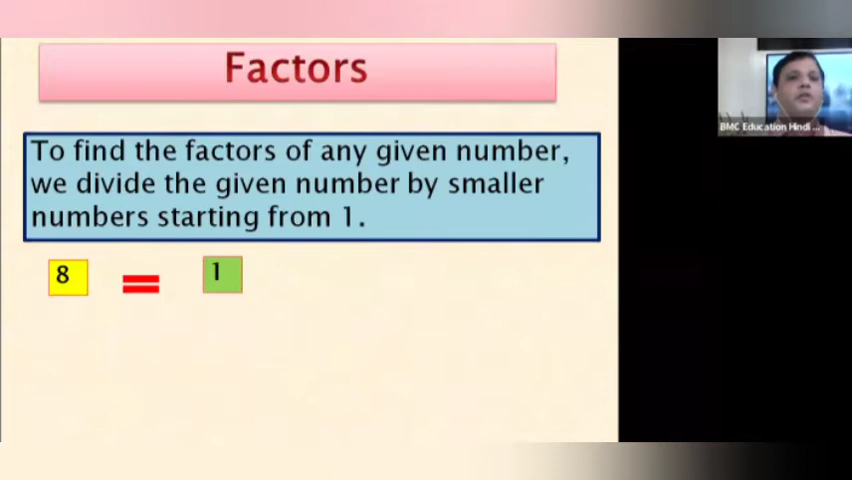 Factors
To find the factors of any given number,
we divide the given number by smaller
numbers starting from 1.
8 = 1
BMC Education Hindi ...